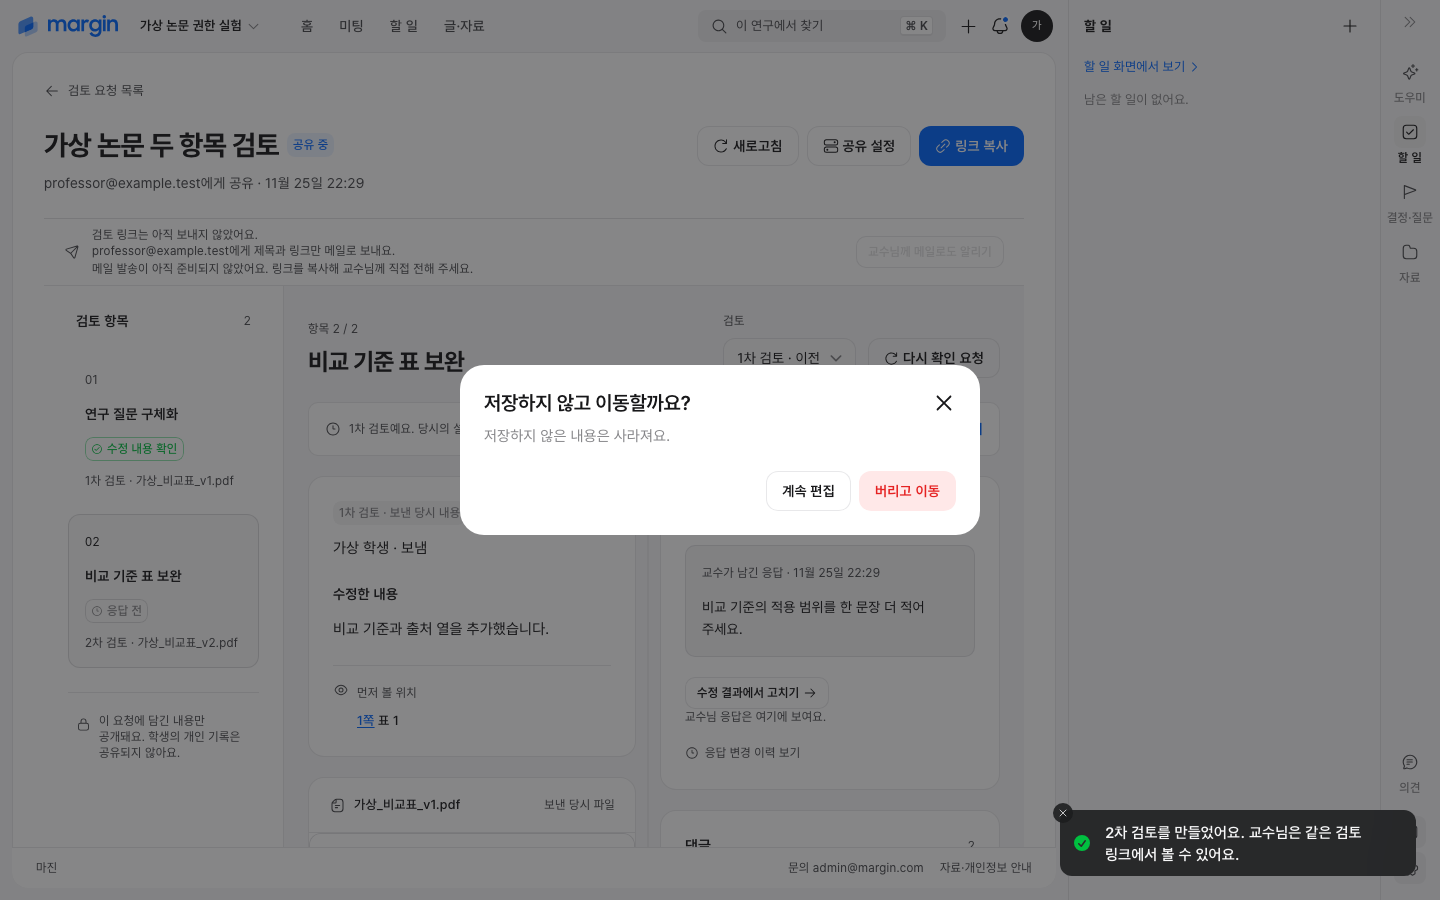 margin
가상 논문 권한 실험
홈
미팅
할 일
글·자료
이 연구에서 찾기
⌘ K
가
할 일
할 일 화면에서 보기
남은 할 일이 없어요.
도우미
할 일
결정·질문
자료
의견
검토 요청 목록
가상 논문 두 항목 검토
공유 중
새로고침
공유 설정
링크 복사
professor@example.test에게 공유 · 11월 25일 22:29
검토 링크는 아직 보내지 않았어요.
professor@example.test에게 제목과 링크만 메일로 보내요.
메일 발송이 아직 준비되지 않았어요. 링크를 복사해 교수님께 직접 전해 주세요.
교수님께 메일로도 알리기
검토 항목
2
01
연구 질문 구체화
수정 내용 확인
1차 검토 · 가상_비교표_v1.pdf
02
비교 기준 표 보완
응답 전
2차 검토 · 가상_비교표_v2.pdf
이 요청에 담긴 내용만
공개돼요. 학생의 개인 기록은
공유되지 않아요.
항목 2 / 2
비교 기준 표 보완
검토
1차 검토 · 이전
다시 확인 요청
1차 검토예요. 당시의
저장하지 않고 이동할까요?
저장하지 않은 내용은 사라져요.
계속 편집
버리고 이동
1차 검토 · 보낸 당시 내용
가상 학생 · 보냄
수정한 내용
비교 기준과 출처 열을 추가했습니다.
먼저 볼 위치
1쪽 표 1
가상_비교표_v1.pdf
보낸 당시 파일
교수가 남긴 응답 · 11월 25일 22:29
비교 기준의 적용 범위를 한 문장 더 적어
주세요.
수정 결과에서 고치기
교수님 응답은 여기에 보여요.
응답 변경 이력 보기
댓글
2
마진
문의 admin@margin.com
자료·개인정보 안내
2차 검토를 만들었어요. 교수님은 같은 검토
링크에서 볼 수 있어요.